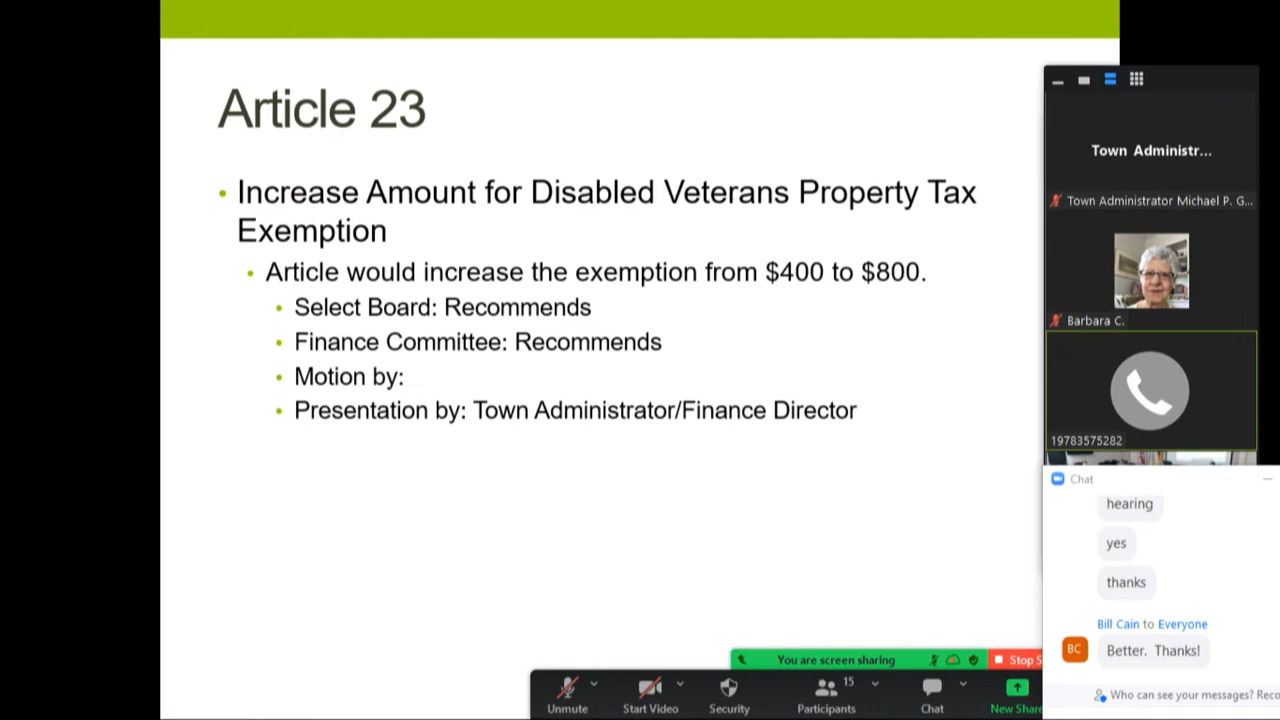 Article 23
Increase Amount for Disabled Veterans Property Tax
Exemption
Article would increase the exemption from $400 to $800.
Select Board: Recommends
Finance Committee: Recommends
Motion by:
Presentation by: Town Administrator/Finance Director
Town Administr...
Town Administrator Michael P. G...
Barbara C.
19783575282
Chat
hearing
yes
thanks
Bill Cain to Everyone
BC
Better. Thanks!
Who can see your messages? Reco
You are screen sharing
Stop S
Unmute
Start Video
Security
Participants
15
Chat
New Share